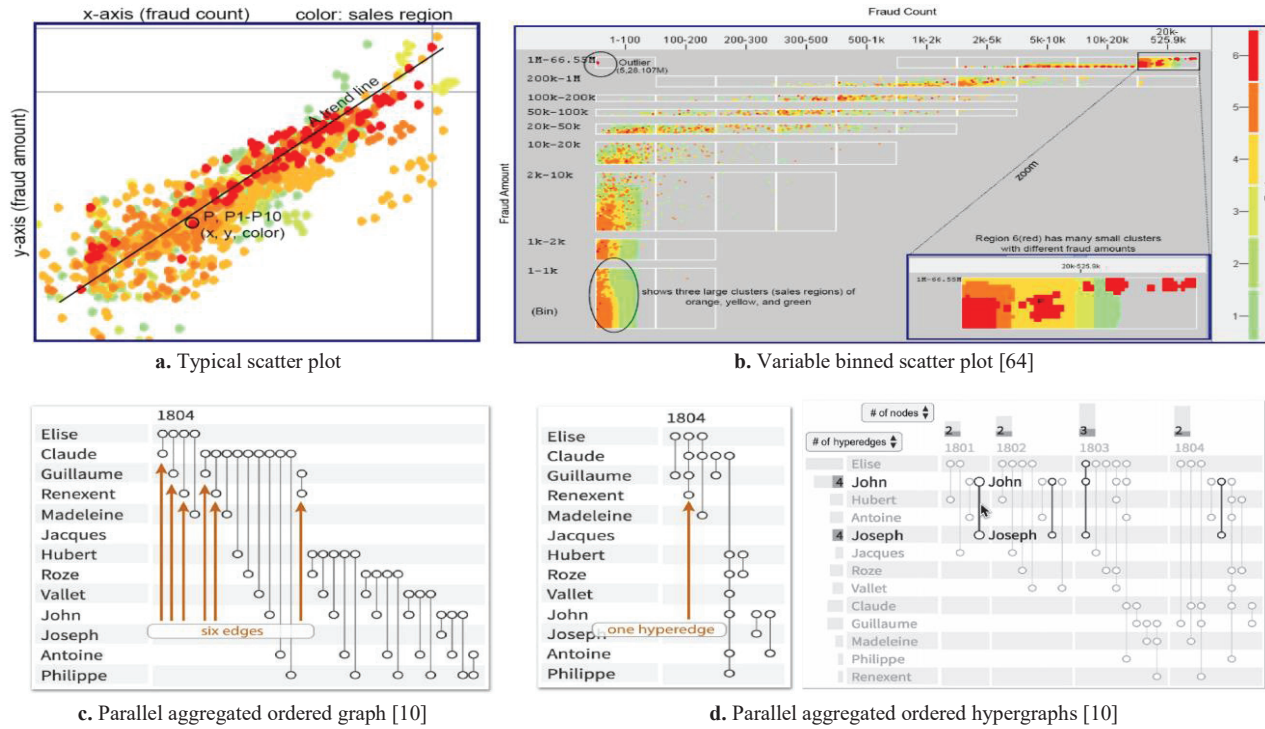 x-axis (fraud count) color: sales region
y-axis (fraud amount)
A trend line
P, P1-P10
(x, y, color)
a. Typical scatter plot
Fraud Count
1-100 100-200 200-300 300-500 500-1k 1k-2k 2k-5k 5k-10k 10k-20k 20k-
525.9k
Fraud Amount
1M-66.55M
Outlier
(5,28.107M)
200k-1M
100k-200k
50k-100k
20k-50k
10k-20k
2k-10k
1k-2k
1-1k
(Bin)
shows three large clusters (sales regions) of
orange, yellow, and green
zoom
Region 6(red) has many small clusters
with different fraud amounts
20k-525.9k
1M-66.55M
6
5
4
3
2
1
b. Variable binned scatter plot [64]
1804
Elise
Claude
Guillaume
Renexent
Madeleine
Jacques
Hubert
Roze
Vallet
John
Joseph
Antoine
Philippe
six edges
c. Parallel aggregated ordered graph [10]
1804
Elise
Claude
Guillaume
Renexent
Madeleine
Jacques
Hubert
Roze
Vallet
John
Joseph
Antoine
Philippe
one hyperedge
# of nodes
# of hyperedges
2 2 3 2
1801 1802 1803 1804
Elise
4 John John
Hubert
Antoine
4 Joseph Joseph
Jacques
Roze
Vallet
Claude
Guillaume
Madeleine
Philippe
Renexent
d. Parallel aggregated ordered hypergraphs [10]